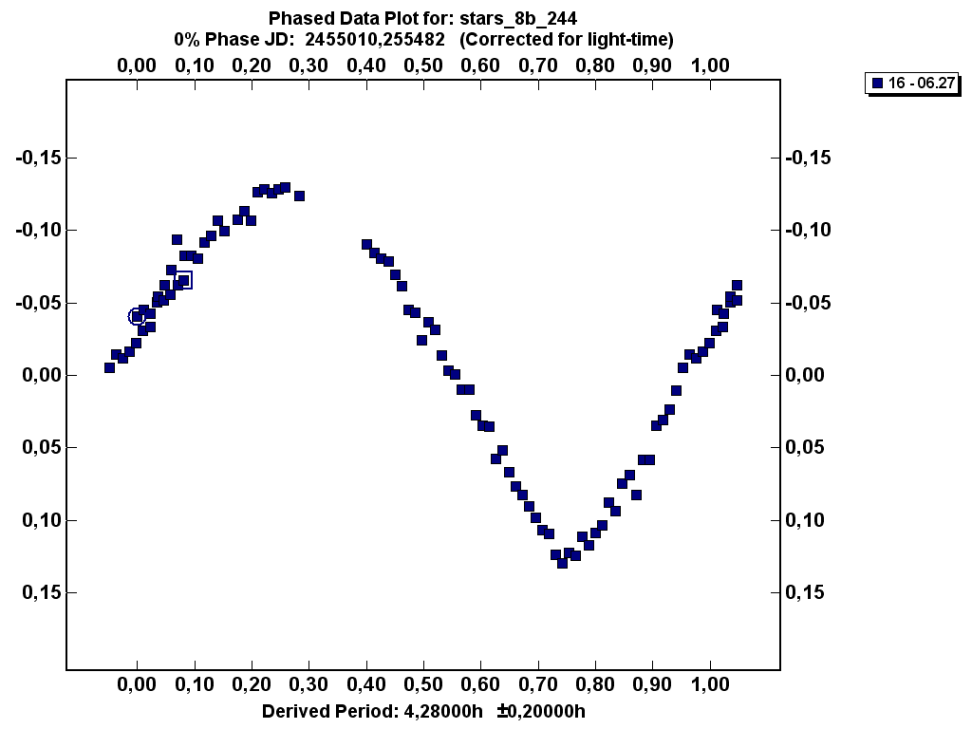 Phased Data Plot for: stars_8b_244
0% Phase JD: 2455010,255482 (Corrected for light-time)
0,00 0,10 0,20 0,30 0,40 0,50 0,60 0,70 0,80 0,90 1,00
16 - 06.27
-0,15 -0,15
-0,10 -0,10
-0,05 -0,05
0,00 0,00
0,05 0,05
0,10 0,10
0,15 0,15
0,00 0,10 0,20 0,30 0,40 0,50 0,60 0,70 0,80 0,90 1,00
Derived Period: 4,28000h ±0,20000h